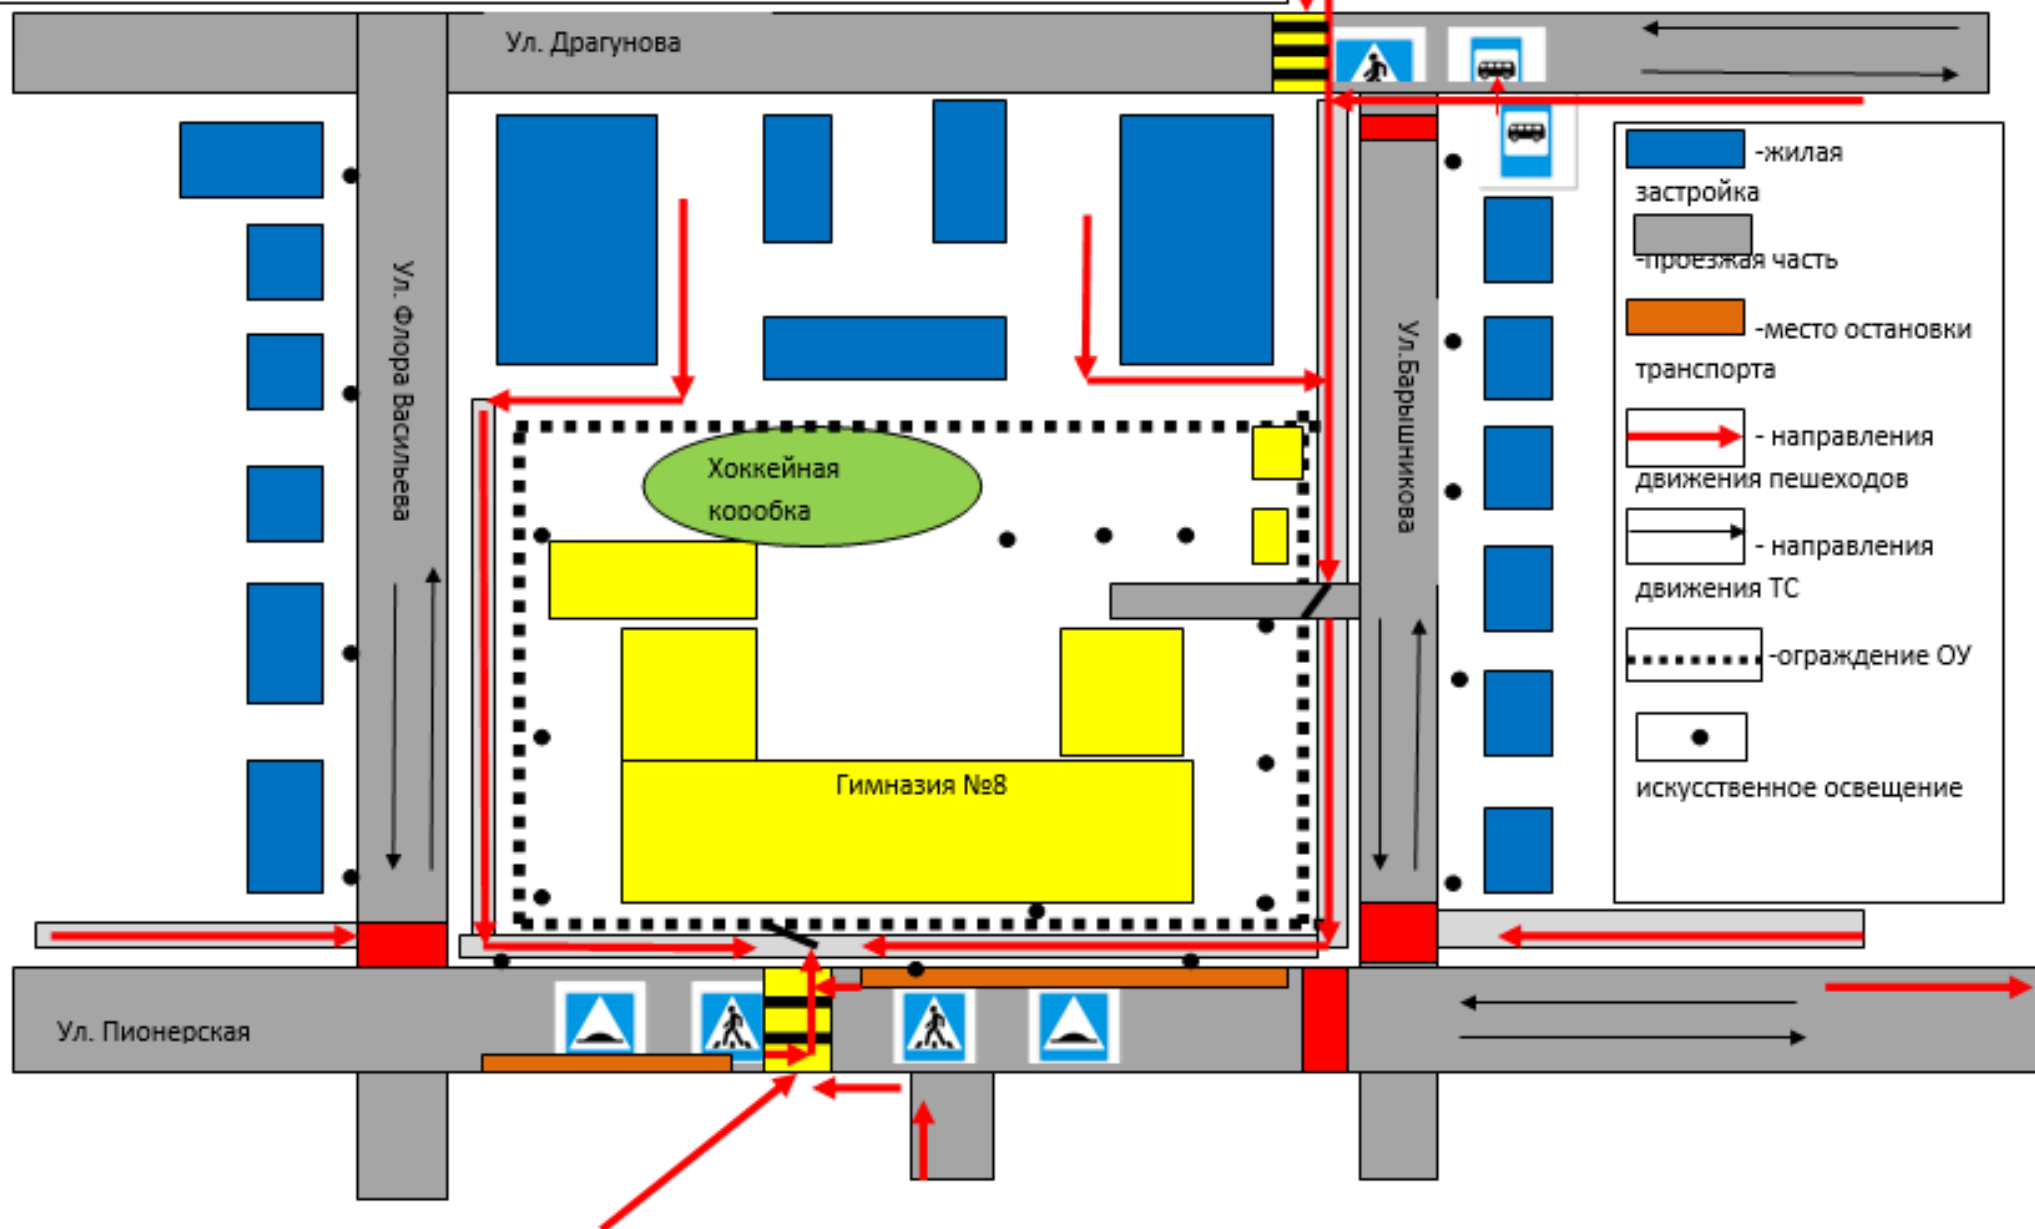 Ул. Драгунова
Ул. Флора Васильева
Ул.Барышникова
Хоккейная
коробка
Гимназия №8
Ул. Пионерская
-жилая
застройка
-проезжая часть
-место остановки
транспорта
- направления
движения пешеходов
- направления
движения ТС
-ограждение ОУ
искусственное освещение